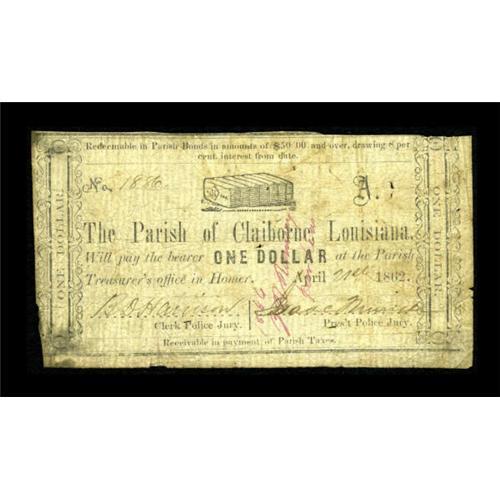 Redeemable in Parish Bonds in amounts of $50 00 and over, drawing 8 per
cent. interest from date.
No. 1886
A.
The Parish of Claiborne, Louisiana.
Will pay the bearer ONE DOLLAR at the Parish
Treasurer's office in Homer. April 1862.
Clerk Police Jury.
Pres't Police Jury.
Receivable in payment of Parish Taxes.
ONE DOLLAR
ONE DOLLAR